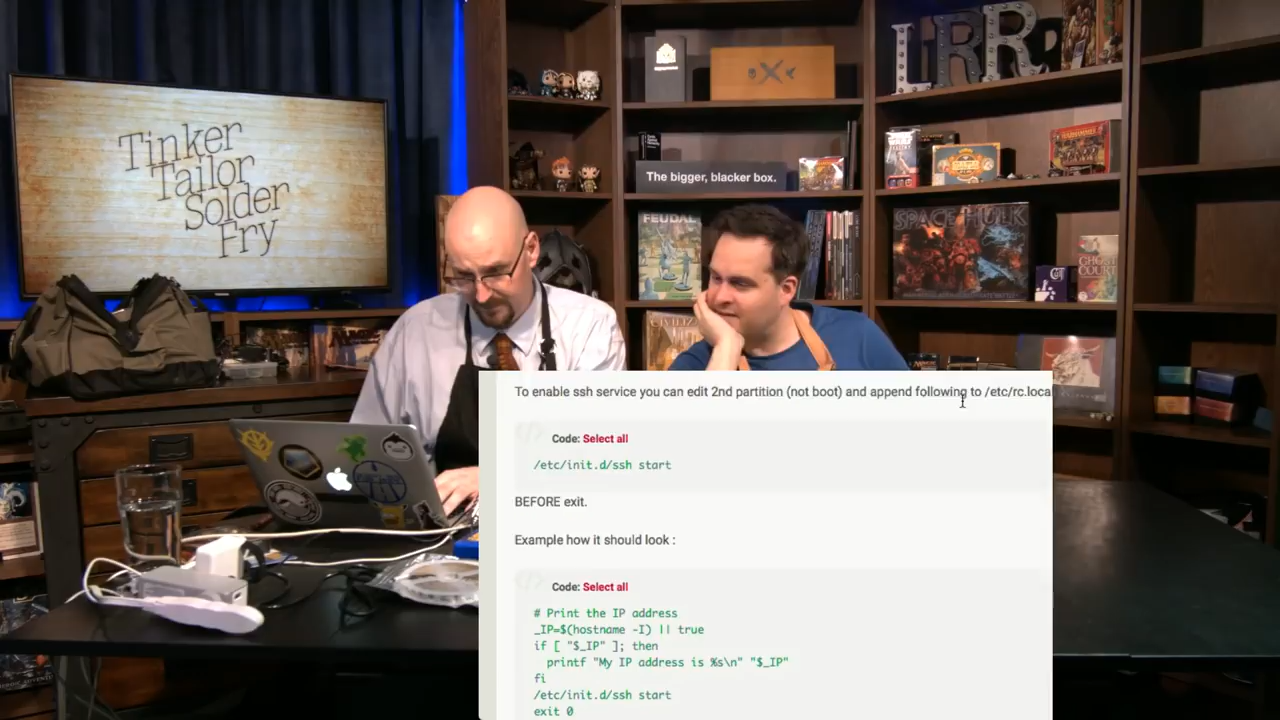 LRR
Tinker
Tailor
Solder
Fry
The bigger, blacker box.
FEUDAL
SPACE HULK
GHOST
COURT
To enable ssh service you can edit 2nd partition (not boot) and append following to /etc/rc.loca
Code: Select all
/etc/init.d/ssh start
BEFORE exit.
Example how it should look :
Code: Select all
# Print the IP address
_IP=$(hostname -I) || true
if [ "$_IP" ]; then
printf "My IP address is %s\n" "$_IP"
fi
/etc/init.d/ssh start
exit 0